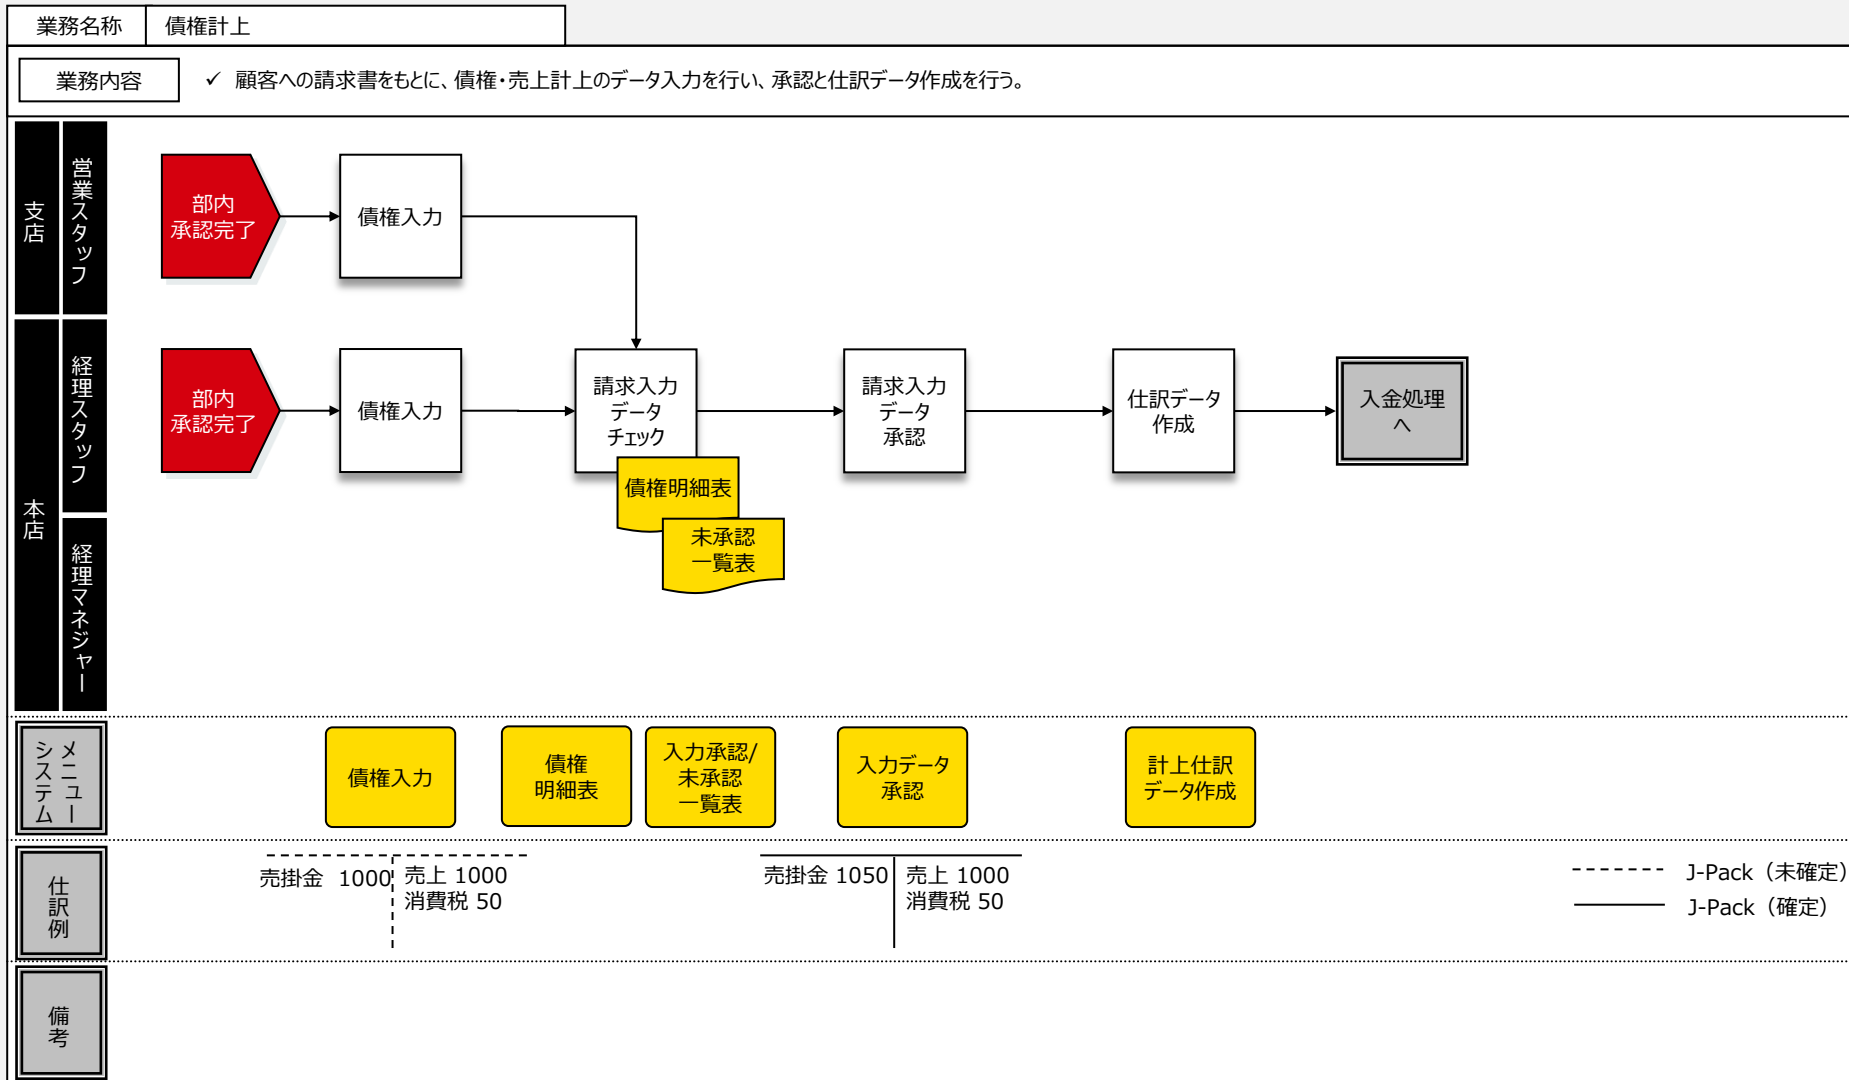 業務名称
債権計上
業務内容
✓ 顧客への請求書をもとに、債権・売上計上のデータ入力を行い、承認と仕訳データ作成を行う。
支店
営業スタッフ
部内
承認完了
債権入力
本店
経理スタッフ
部内
承認完了
債権入力
請求入力
データ
チェック
債権明細表
未承認
一覧表
請求入力
データ
承認
仕訳データ
作成
入金処理
へ
経理マネジャー
メニュー
システム
債権入力
債権
明細表
入力承認/
未承認
一覧表
入力データ
承認
計上仕訳
データ作成
仕訳例
売掛金 1000
売上 1000
消費税 50
売掛金 1050
売上 1000
消費税 50
J-Pack（未確定）
J-Pack（確定）
備考